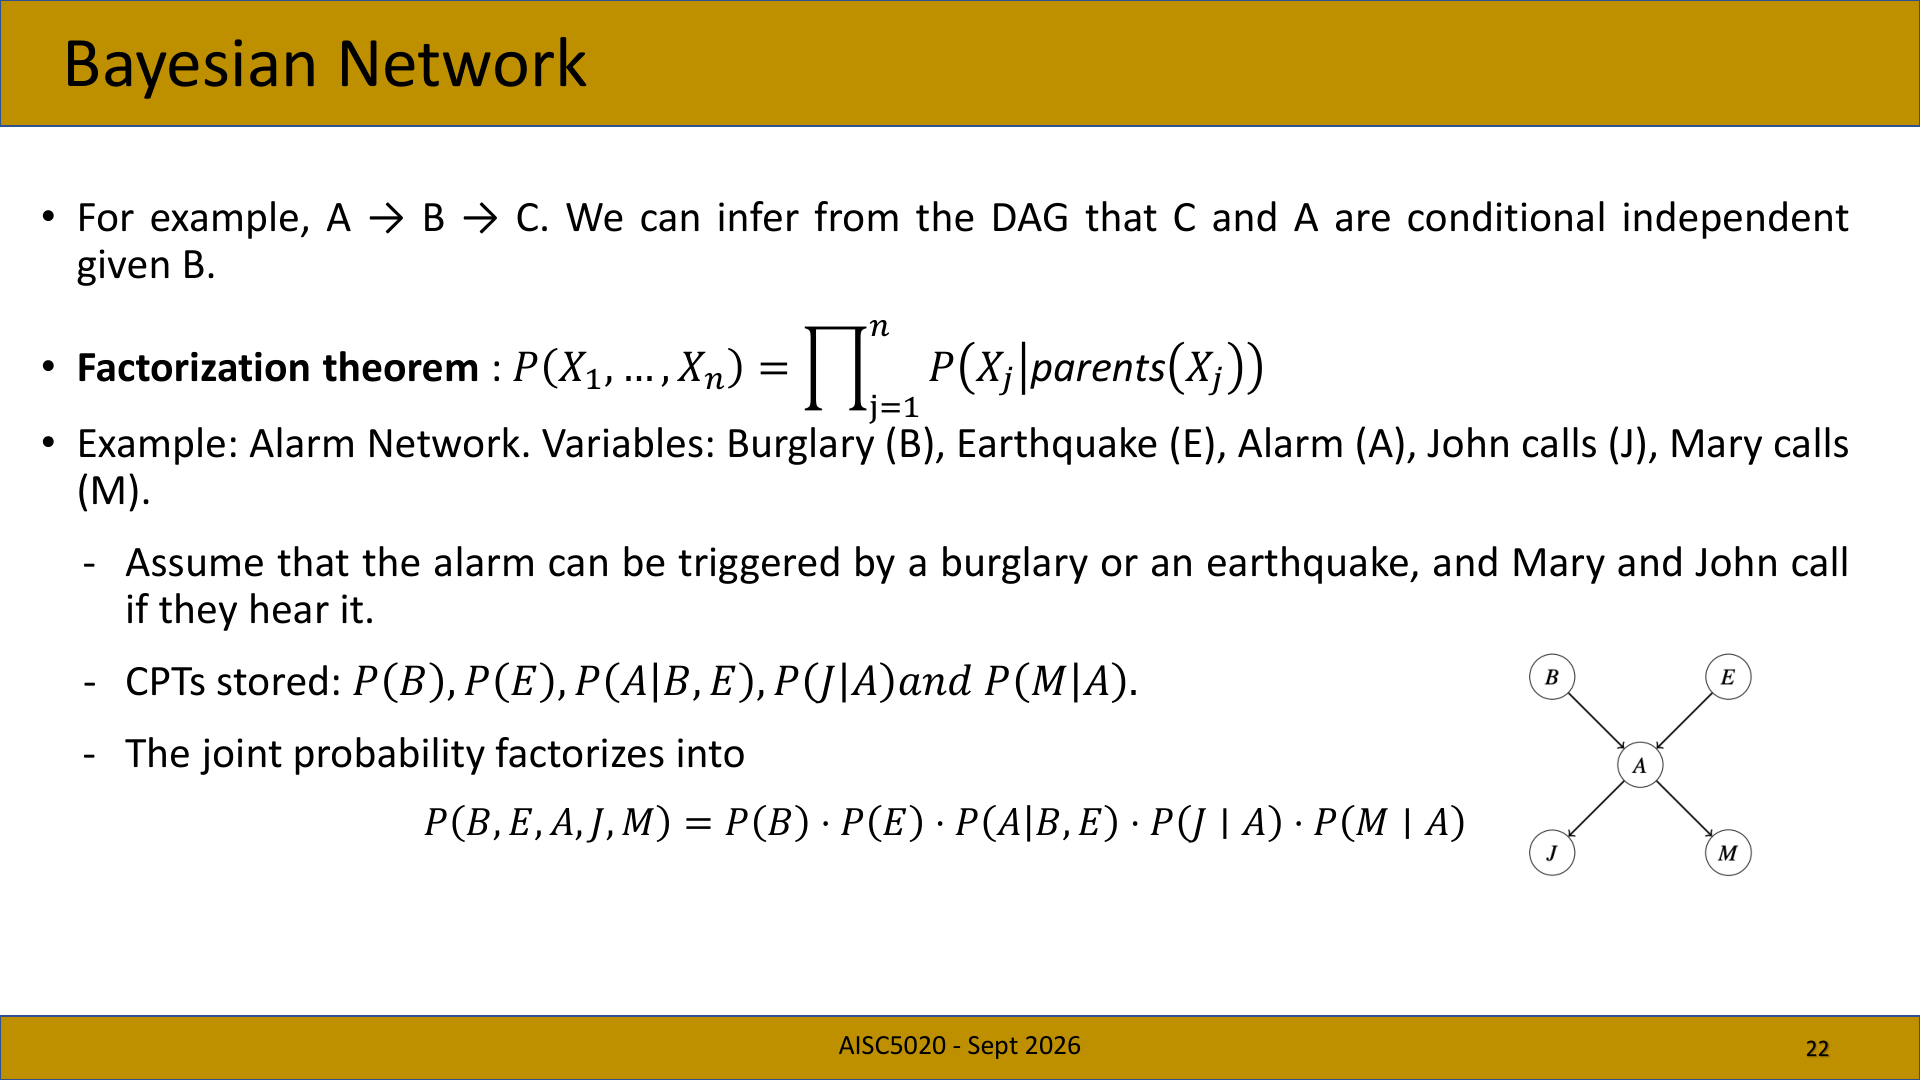 Bayesian Network
• For example, A → B → C. We can infer from the DAG that C and A are conditional independent
given B.
• Factorization theorem : P(X₁, … , Xₙ) = ∏ⁿⱼ₌₁ P(Xⱼ|parents(Xⱼ))
• Example: Alarm Network. Variables: Burglary (B), Earthquake (E), Alarm (A), John calls (J), Mary calls
(M).
- Assume that the alarm can be triggered by a burglary or an earthquake, and Mary and John call
if they hear it.
- CPTs stored: P(B), P(E), P(A|B, E), P(J|A)and P(M|A).
- The joint probability factorizes into
P(B, E, A, J, M) = P(B) · P(E) · P(A|B, E) · P(J ∣ A) · P(M ∣ A)
B E
A
J M
AISC5020 - Sept 2026
22